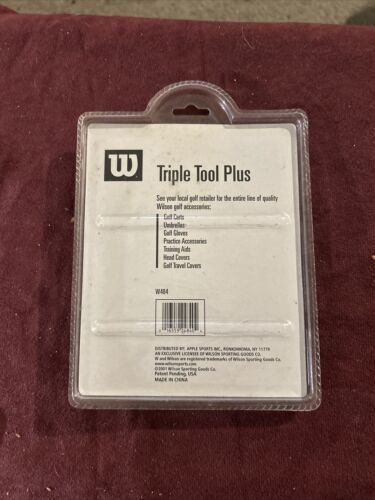 W
Triple Tool Plus
See your local golf retailer for the entire line of quality
Wilson golf accessories:
Golf Carts
Umbrellas
Golf Gloves
Practice Accessories
Training Aids
Head Covers
Golf Travel Covers
W484
DISTRIBUTED BY: APPLE SPORTS INC., RONKONKOMA, NY 11779
AN EXCLUSIVE LICENSEE OF WILSON SPORTING GOODS CO.
W and Wilson are registered trademarks of Wilson Sporting Goods Co.
www.wilsonsports.com
©2001 Wilson Sporting Goods Co.
Patent Pending, USA
MADE IN CHINA